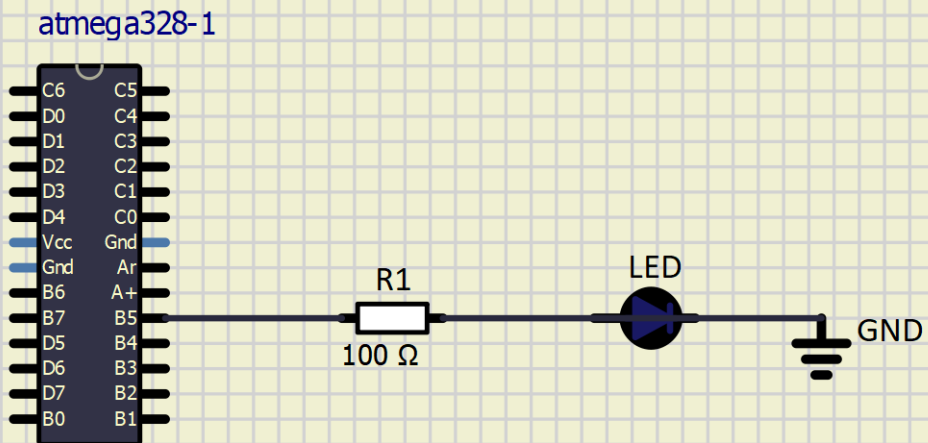 atmega328-1
C6 C5
D0 C4
D1 C3
D2 C2
D3 C1
D4 C0
Vcc Gnd
Gnd Ar
B6 A+
B7 B5
D5 B4
D6 B3
D7 B2
B0 B1
R1
100 Ω
LED
GND